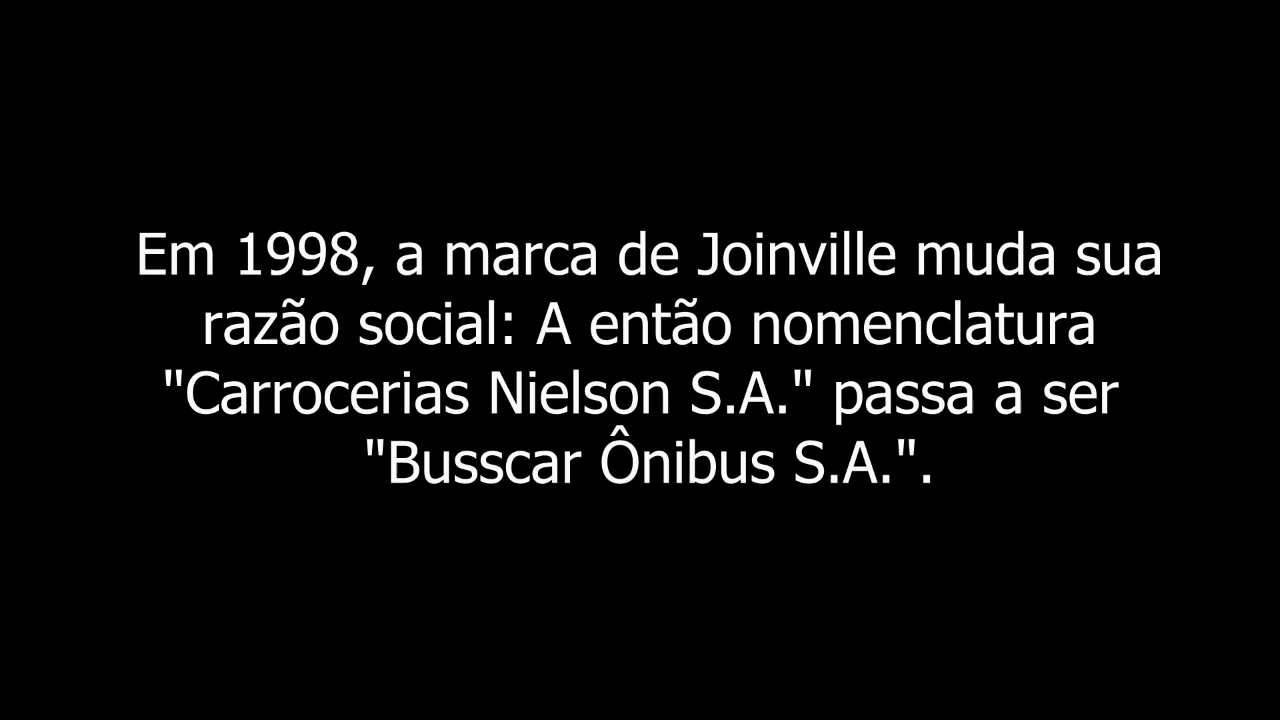 Em 1998, a marca de Joinville muda sua
razão social: A então nomenclatura
"Carrocerias Nielson S.A." passa a ser
"Busscar Ônibus S.A.".